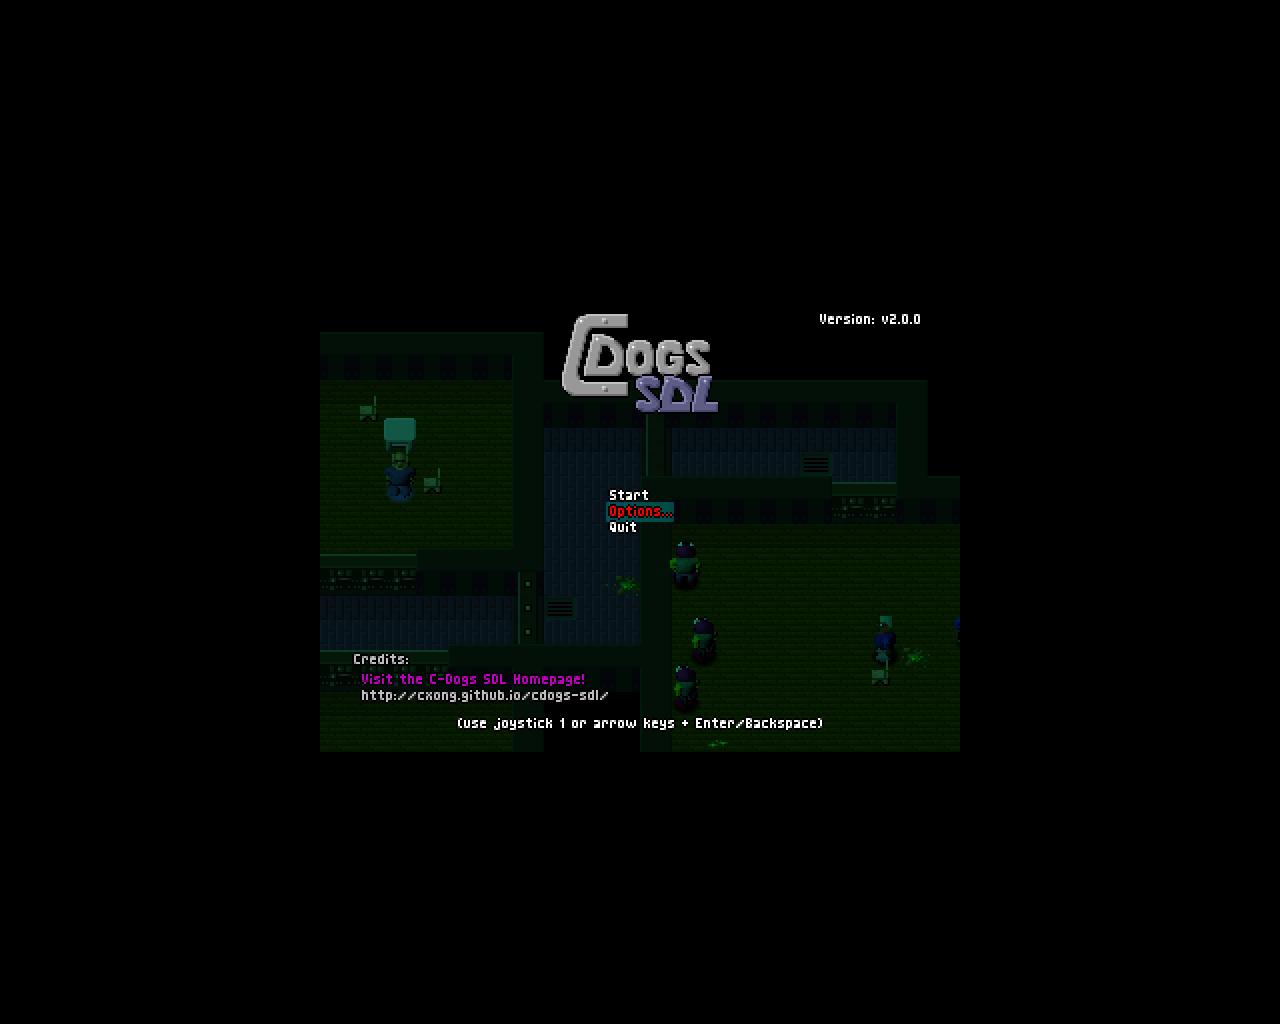 Version: v2.0.0
CDOGS
SDL
Start
Options...
Quit
Credits:
Visit the C-Dogs SDL Homepage!
http://cxong.github.io/cdogs-sdl/
(use joystick 1 or arrow keys + Enter/Backspace)